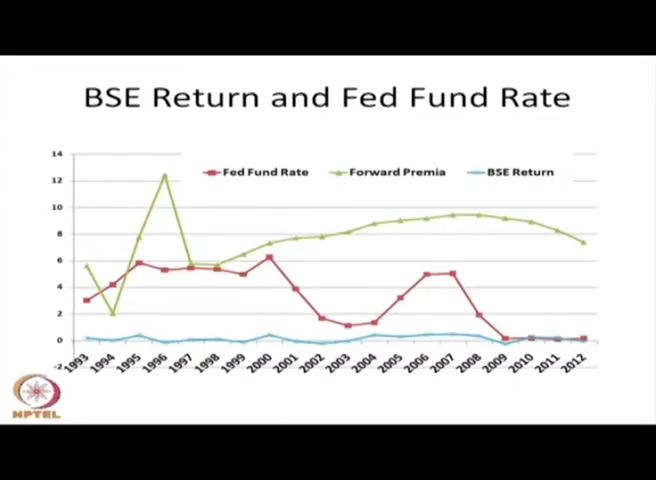 BSE Return and Fed Fund Rate
14
Fed Fund Rate Forward Premia BSE Return
12
10
8
6
4
2
0
-2
1993 1994 1995 1996 1997 1998 1999 2000 2001 2002 2003 2004 2005 2006 2007 2008 2009 2010 2011 2012
NPTEL